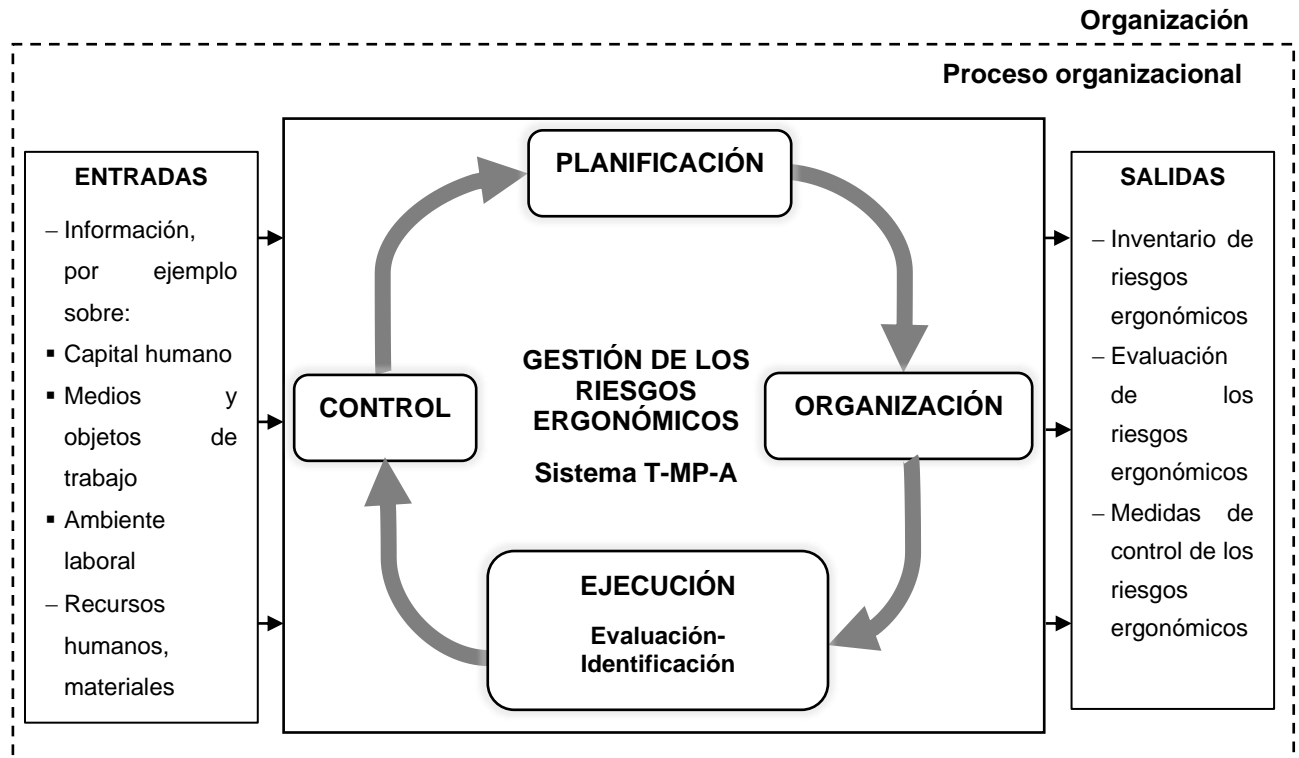 Organización
Proceso organizacional
ENTRADAS
– Información,
por ejemplo
sobre:
▪ Capital humano
▪ Medios y
objetos de
trabajo
▪ Ambiente
laboral
– Recursos
humanos,
materiales
PLANIFICACIÓN
CONTROL
GESTIÓN DE LOS
RIESGOS
ERGONÓMICOS
Sistema T-MP-A
ORGANIZACIÓN
EJECUCIÓN
Evaluación-
Identificación
SALIDAS
– Inventario de
riesgos
ergonómicos
– Evaluación
de los
riesgos
ergonómicos
– Medidas de
control de los
riesgos
ergonómicos